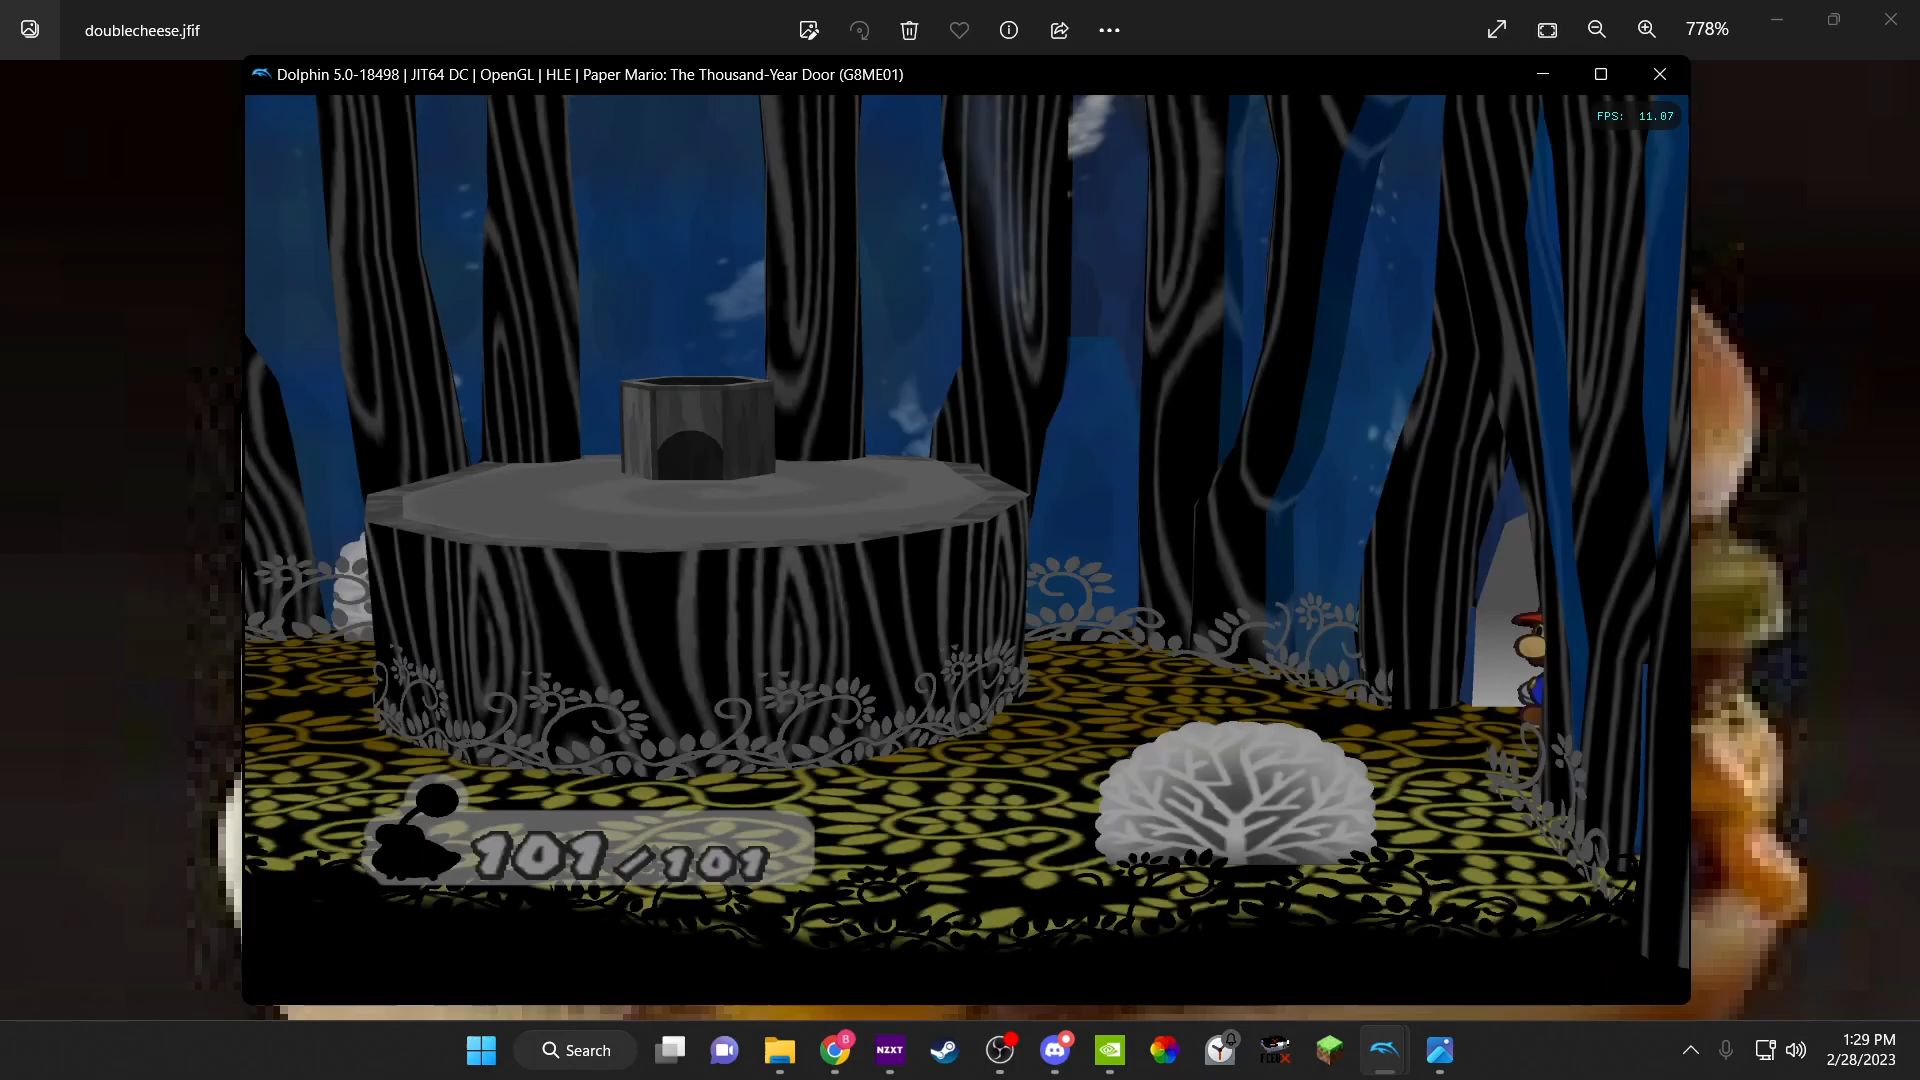 doublecheese.jfif
778%
Dolphin 5.0-18498 | JIT64 DC | OpenGL | HLE | Paper Mario: The Thousand-Year Door (G8ME01)
FPS: 11.07
101/101
Search
B
NZXT
FCEUX
1:29 PM
2/28/2023